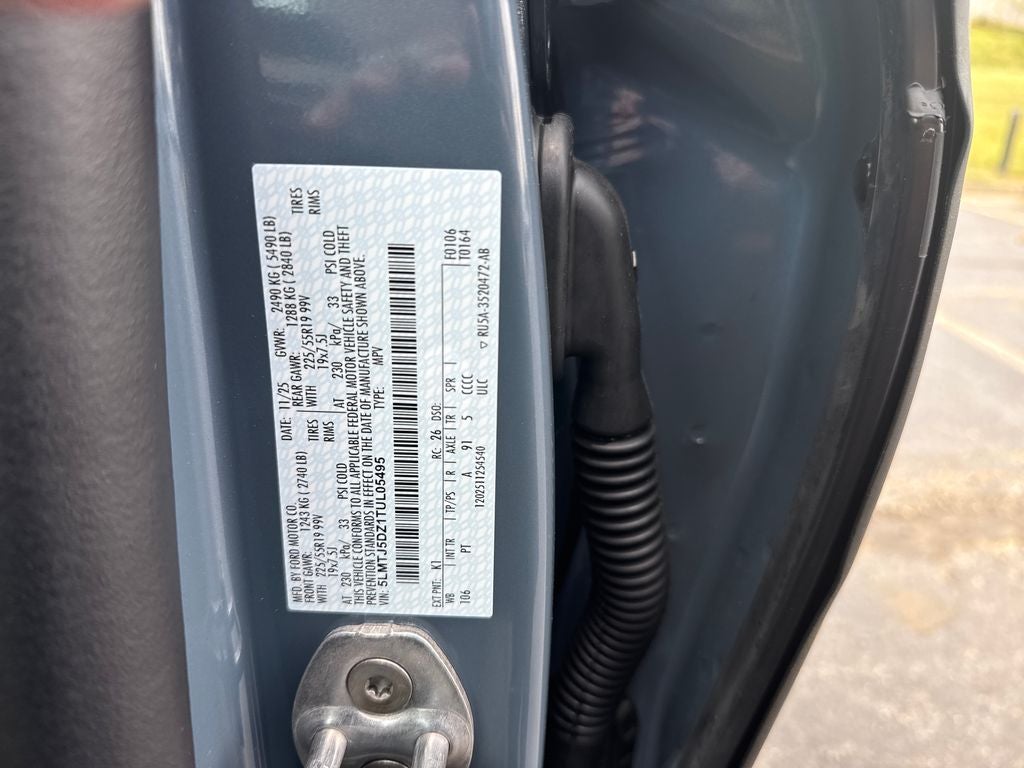 MFD. BY FORD MOTOR CO. DATE: 11/25 GVWR: 2490 KG ( 5490 LB)
FRONT GAWR: 1243 KG ( 2740 LB) REAR GAWR: 1288 KG ( 2840 LB)
WITH 225/55R19 99V TIRES WITH 225/55R19 99V TIRES
19x7.5J RIMS 19x7.5J RIMS
AT 230 kPa/ 33 PSI COLD AT 230 kPa/ 33 PSI COLD
THIS VEHICLE CONFORMS TO ALL APPLICABLE FEDERAL MOTOR VEHICLE SAFETY AND THEFT
PREVENTION STANDARDS IN EFFECT ON THE DATE OF MANUFACTURE SHOWN ABOVE.
VIN: 5LMTJ5DZ1TUL05495 TYPE: MPV
EXT PNT: KJ RC: 26 DSO: F0106
WB INT TR TP/PS R AXLE TR SPR T0164
106 PT A 91 5 CCCC
1202511254540 ULC RU5A-3520472-AB